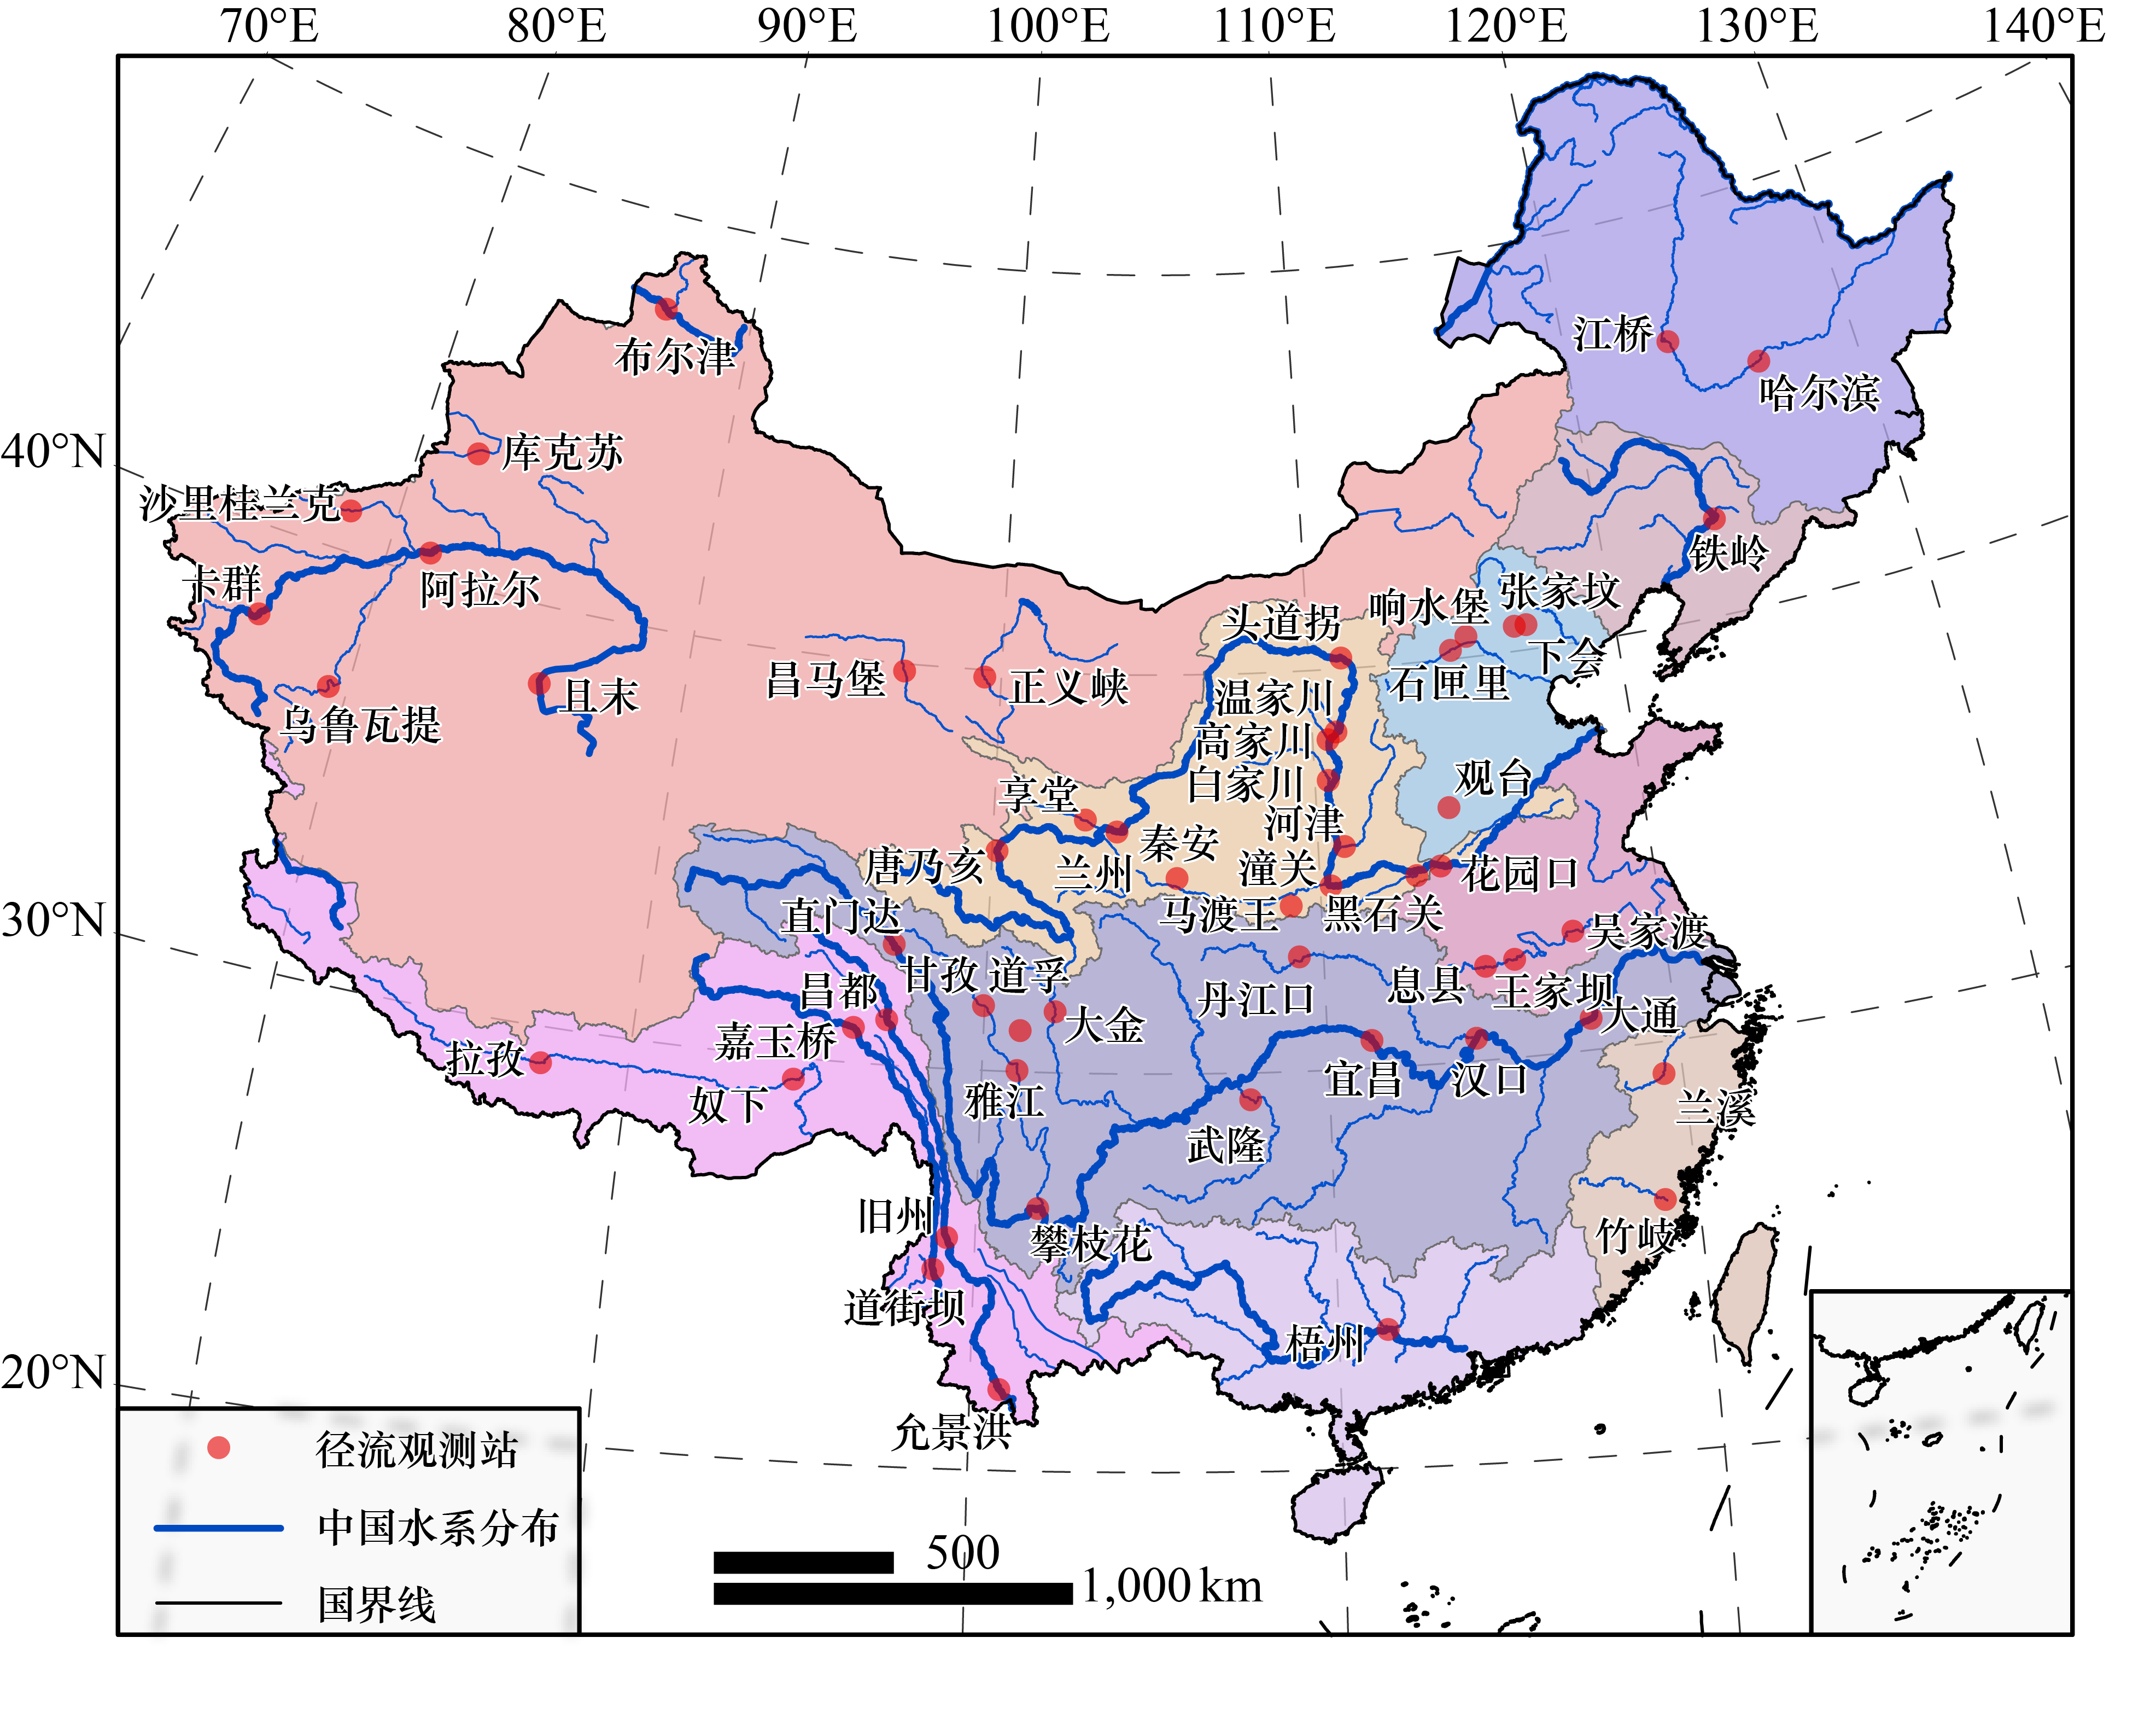 70°E 80°E 90°E 100°E 110°E 120°E 130°E 140°E
40°N
30°N
20°N
江桥
哈尔滨
布尔津
库克苏
沙里桂兰克
铁岭
卡群
阿拉尔
响水堡
张家坟
头道拐
下会
石匣里
昌马堡
正义峡
且末
乌鲁瓦提
温家川
高家川
白家川
观台
享堂
河津
秦安
唐乃亥
兰州
潼关
花园口
直门达
马渡王
黑石关
吴家渡
甘孜
道孚
昌都
丹江口
息县
王家坝
大通
大金
嘉玉桥
拉孜
奴下
雅江
宜昌
汉口
兰溪
武隆
旧州
攀枝花
竹岐
道街坝
梧州
允景洪
径流观测站
中国水系分布
国界线
500
1,000 km